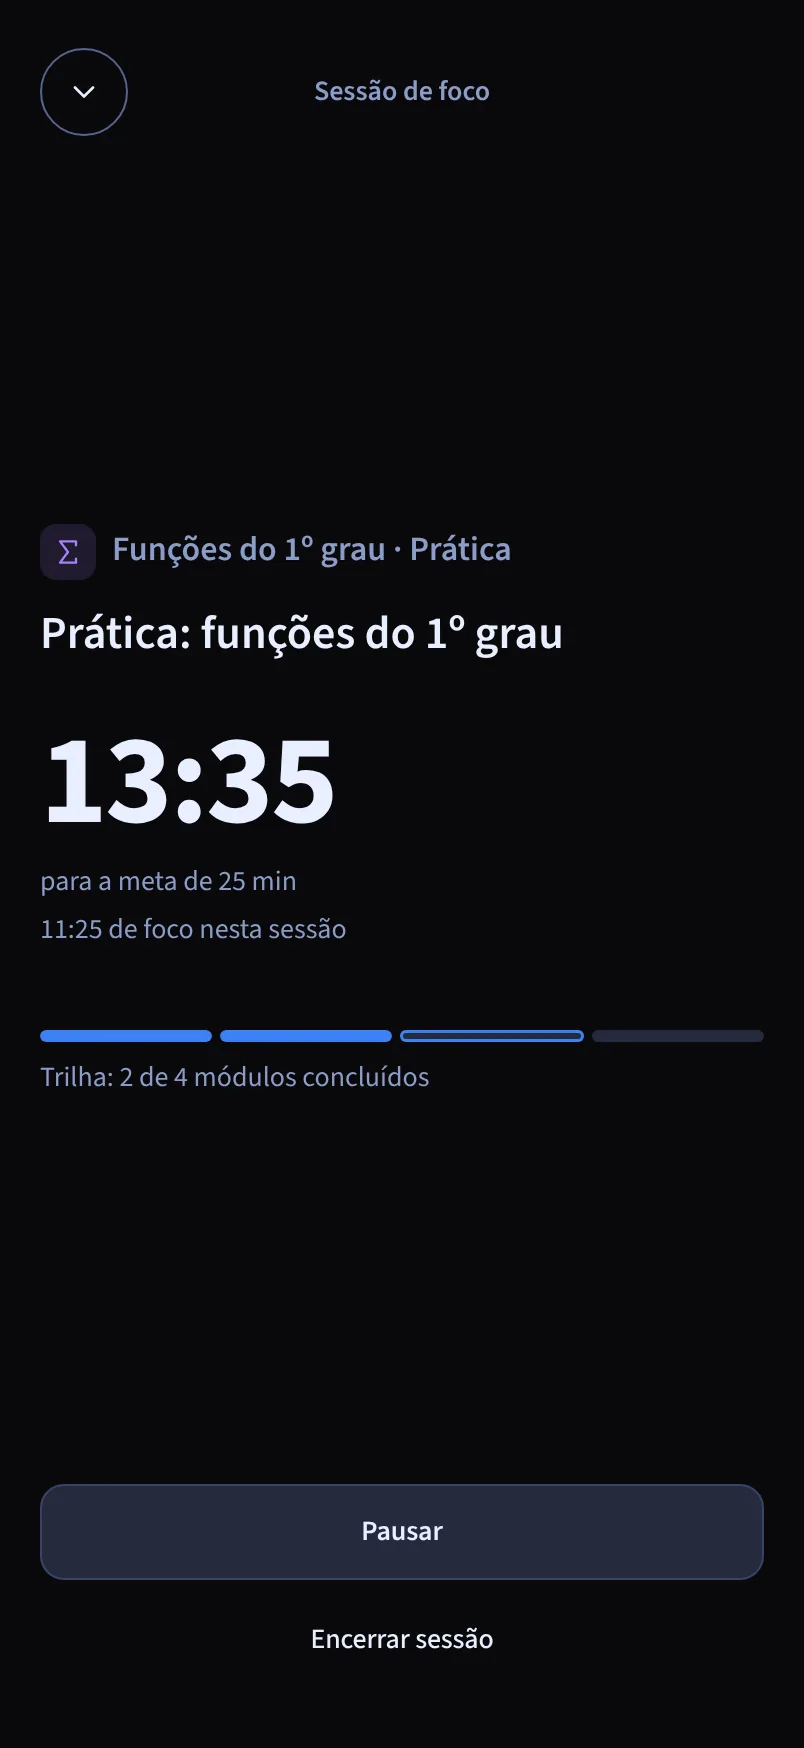 Sessão de foco
Σ
Funções do 1º grau · Prática
Prática: funções do 1º grau
13:35
para a meta de 25 min
11:25 de foco nesta sessão
Trilha: 2 de 4 módulos concluídos
Pausar
Encerrar sessão